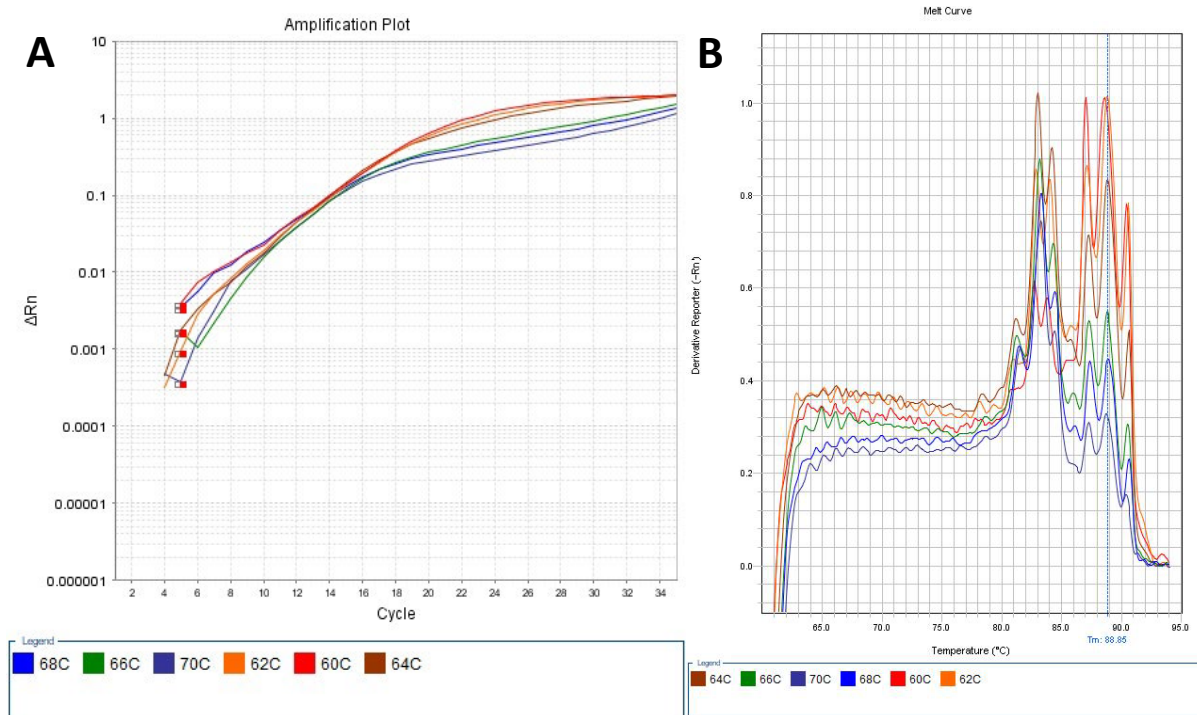 A
Amplification Plot
10
1
0.1
0.01
0.001
0.0001
0.00001
0.000001
ΔRn
2 4 6 8 10 12 14 16 18 20 22 24 26 28 30 32 34
Cycle
Legend
68C 66C 70C 62C 60C 64C
B
Melt Curve
1.0
0.8
0.6
0.4
0.2
0.0
Derivative Reporter (-Rn')
65.0 70.0 75.0 80.0 85.0 90.0 95.0
Tm: 88.85
Temperature (°C)
Legend
64C 66C 70C 68C 60C 62C